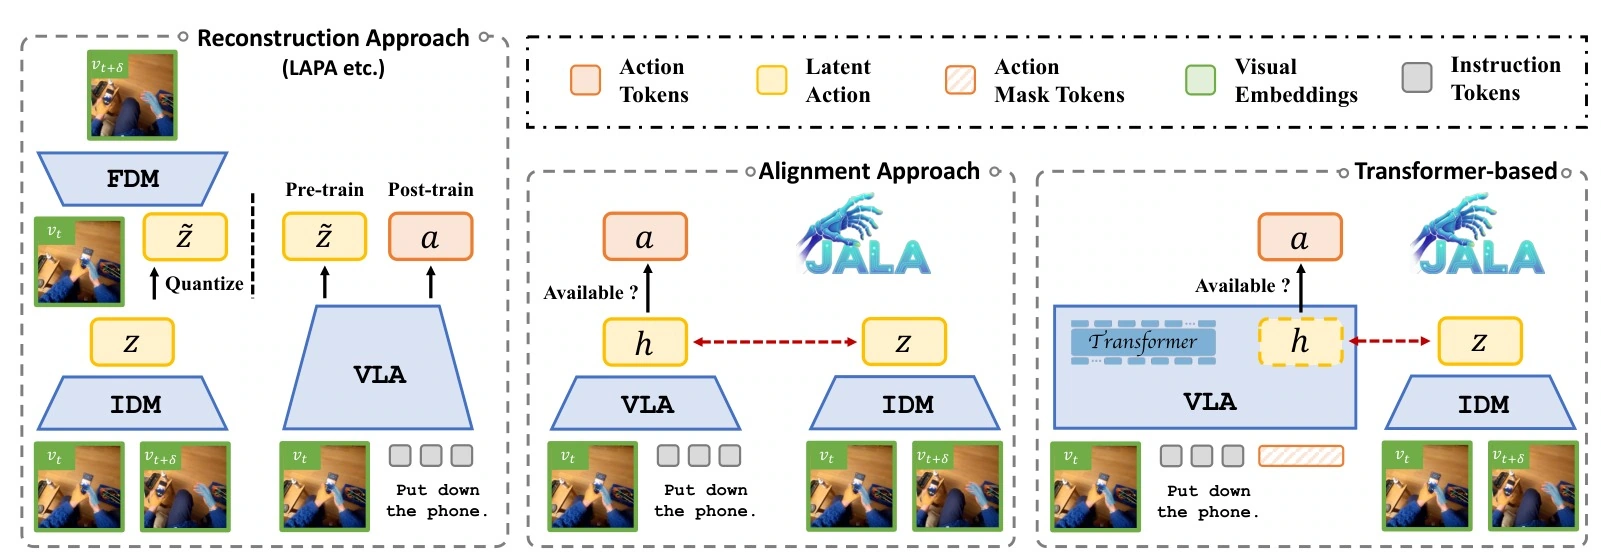 Reconstruction Approach
(LAPA etc.)
v_{t+δ}
FDM
v_t
z̃
Quantize
z
IDM
v_t
v_{t+δ}
Pre-train
Post-train
z̃
a
VLA
v_t
Put down
the phone.
Action
Tokens
Latent
Action
Action
Mask Tokens
Visual
Embeddings
Instruction
Tokens
Alignment Approach
a
JALA
Available ?
h
z
VLA
IDM
v_t
Put down
the phone.
v_t
v_{t+δ}
Transformer-based
a
JALA
Available ?
Transformer
h
z
VLA
IDM
v_t
Put down
the phone.
v_t
v_{t+δ}